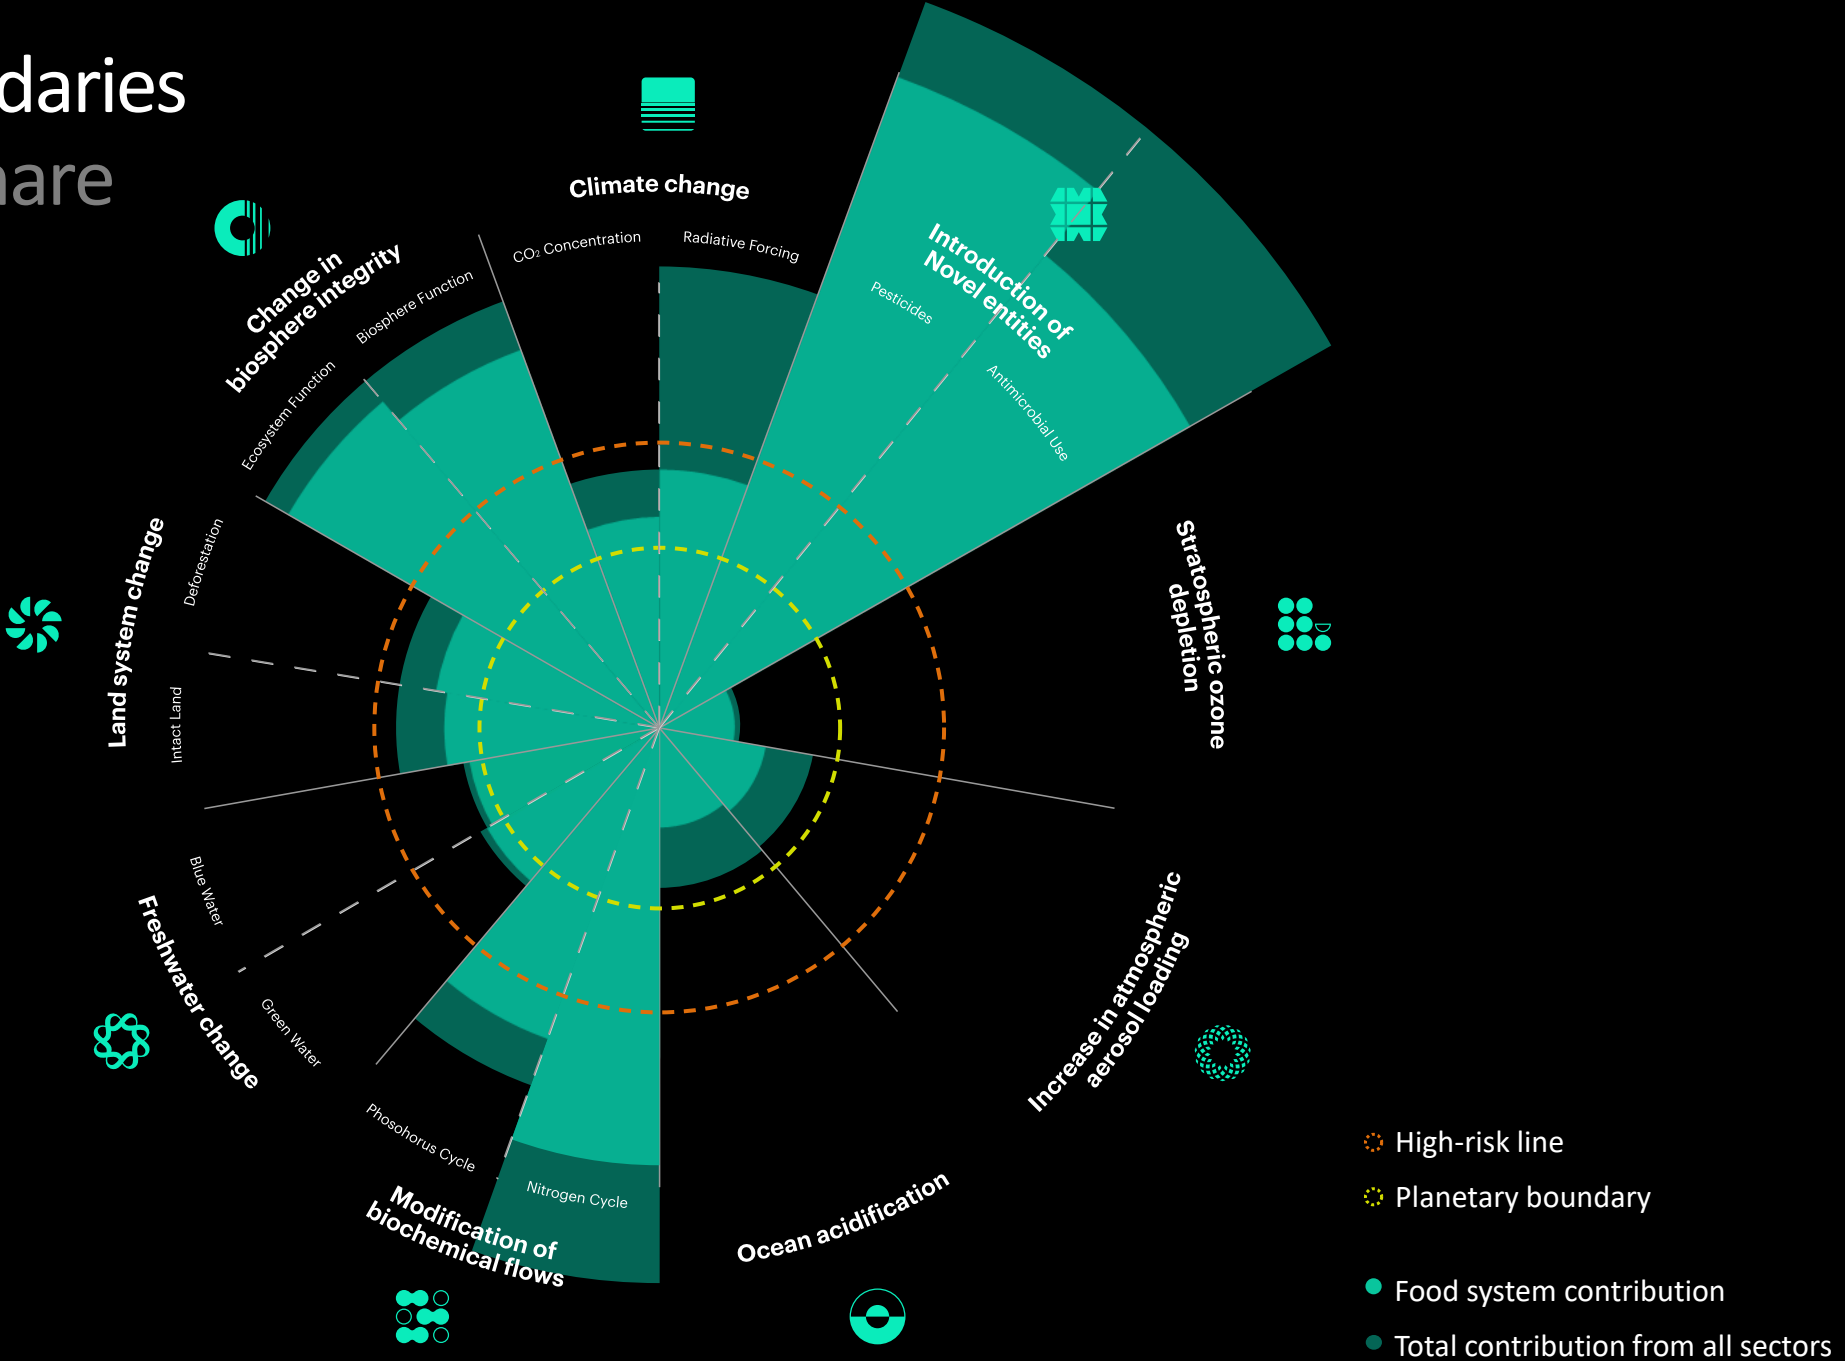 daries
are
Climate change
CO₂ Concentration
Radiative Forcing
Introduction of
Novel entities
Pesticides
Antimicrobial Use
Stratospheric ozone
depletion
Increase in atmospheric
aerosol loading
Ocean acidification
Modification of
biochemical flows
Nitrogen Cycle
Phosohorus Cycle
Freshwater change
Green Water
Blue Water
Land system change
Intact Land
Deforestation
Change in
biosphere integrity
Ecosystem Function
Biosphere Function
High-risk line
Planetary boundary
Food system contribution
Total contribution from all sectors